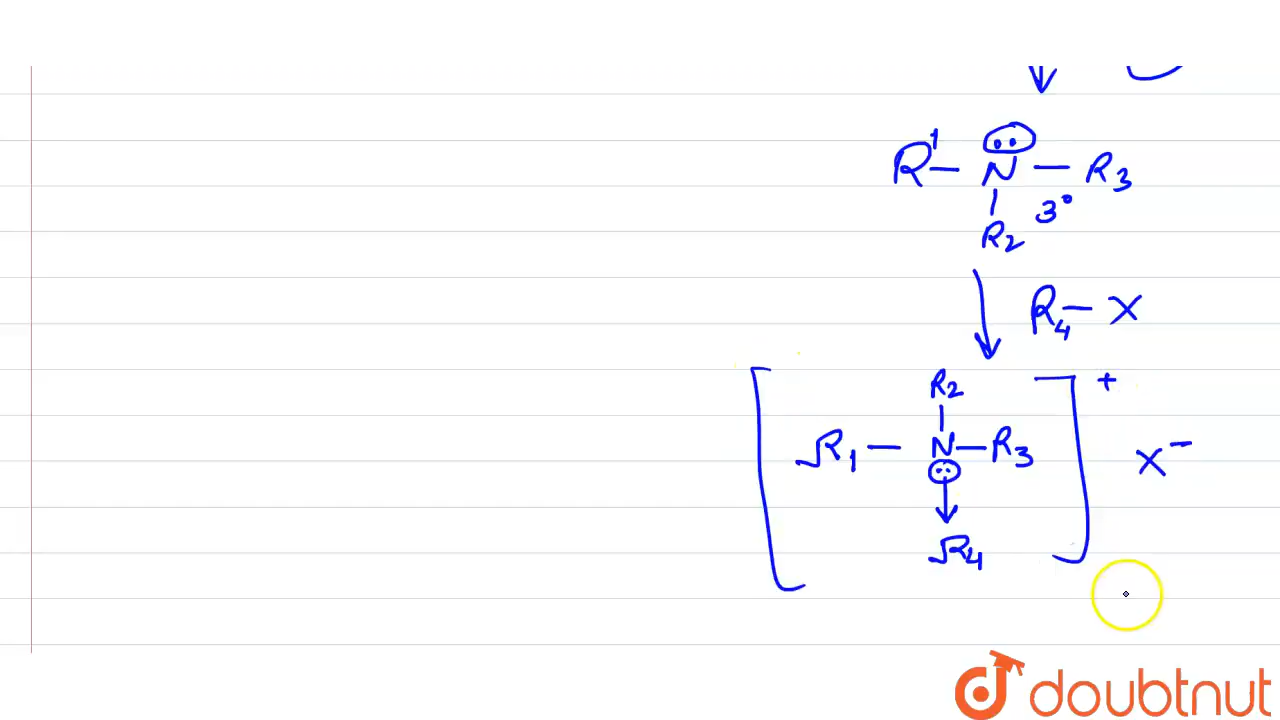 R¹ — N̈ — R3
3°
R2
R4 — X
R2
[ R1 — N — R3 ]⁺ X⁻
R4
doubtnut